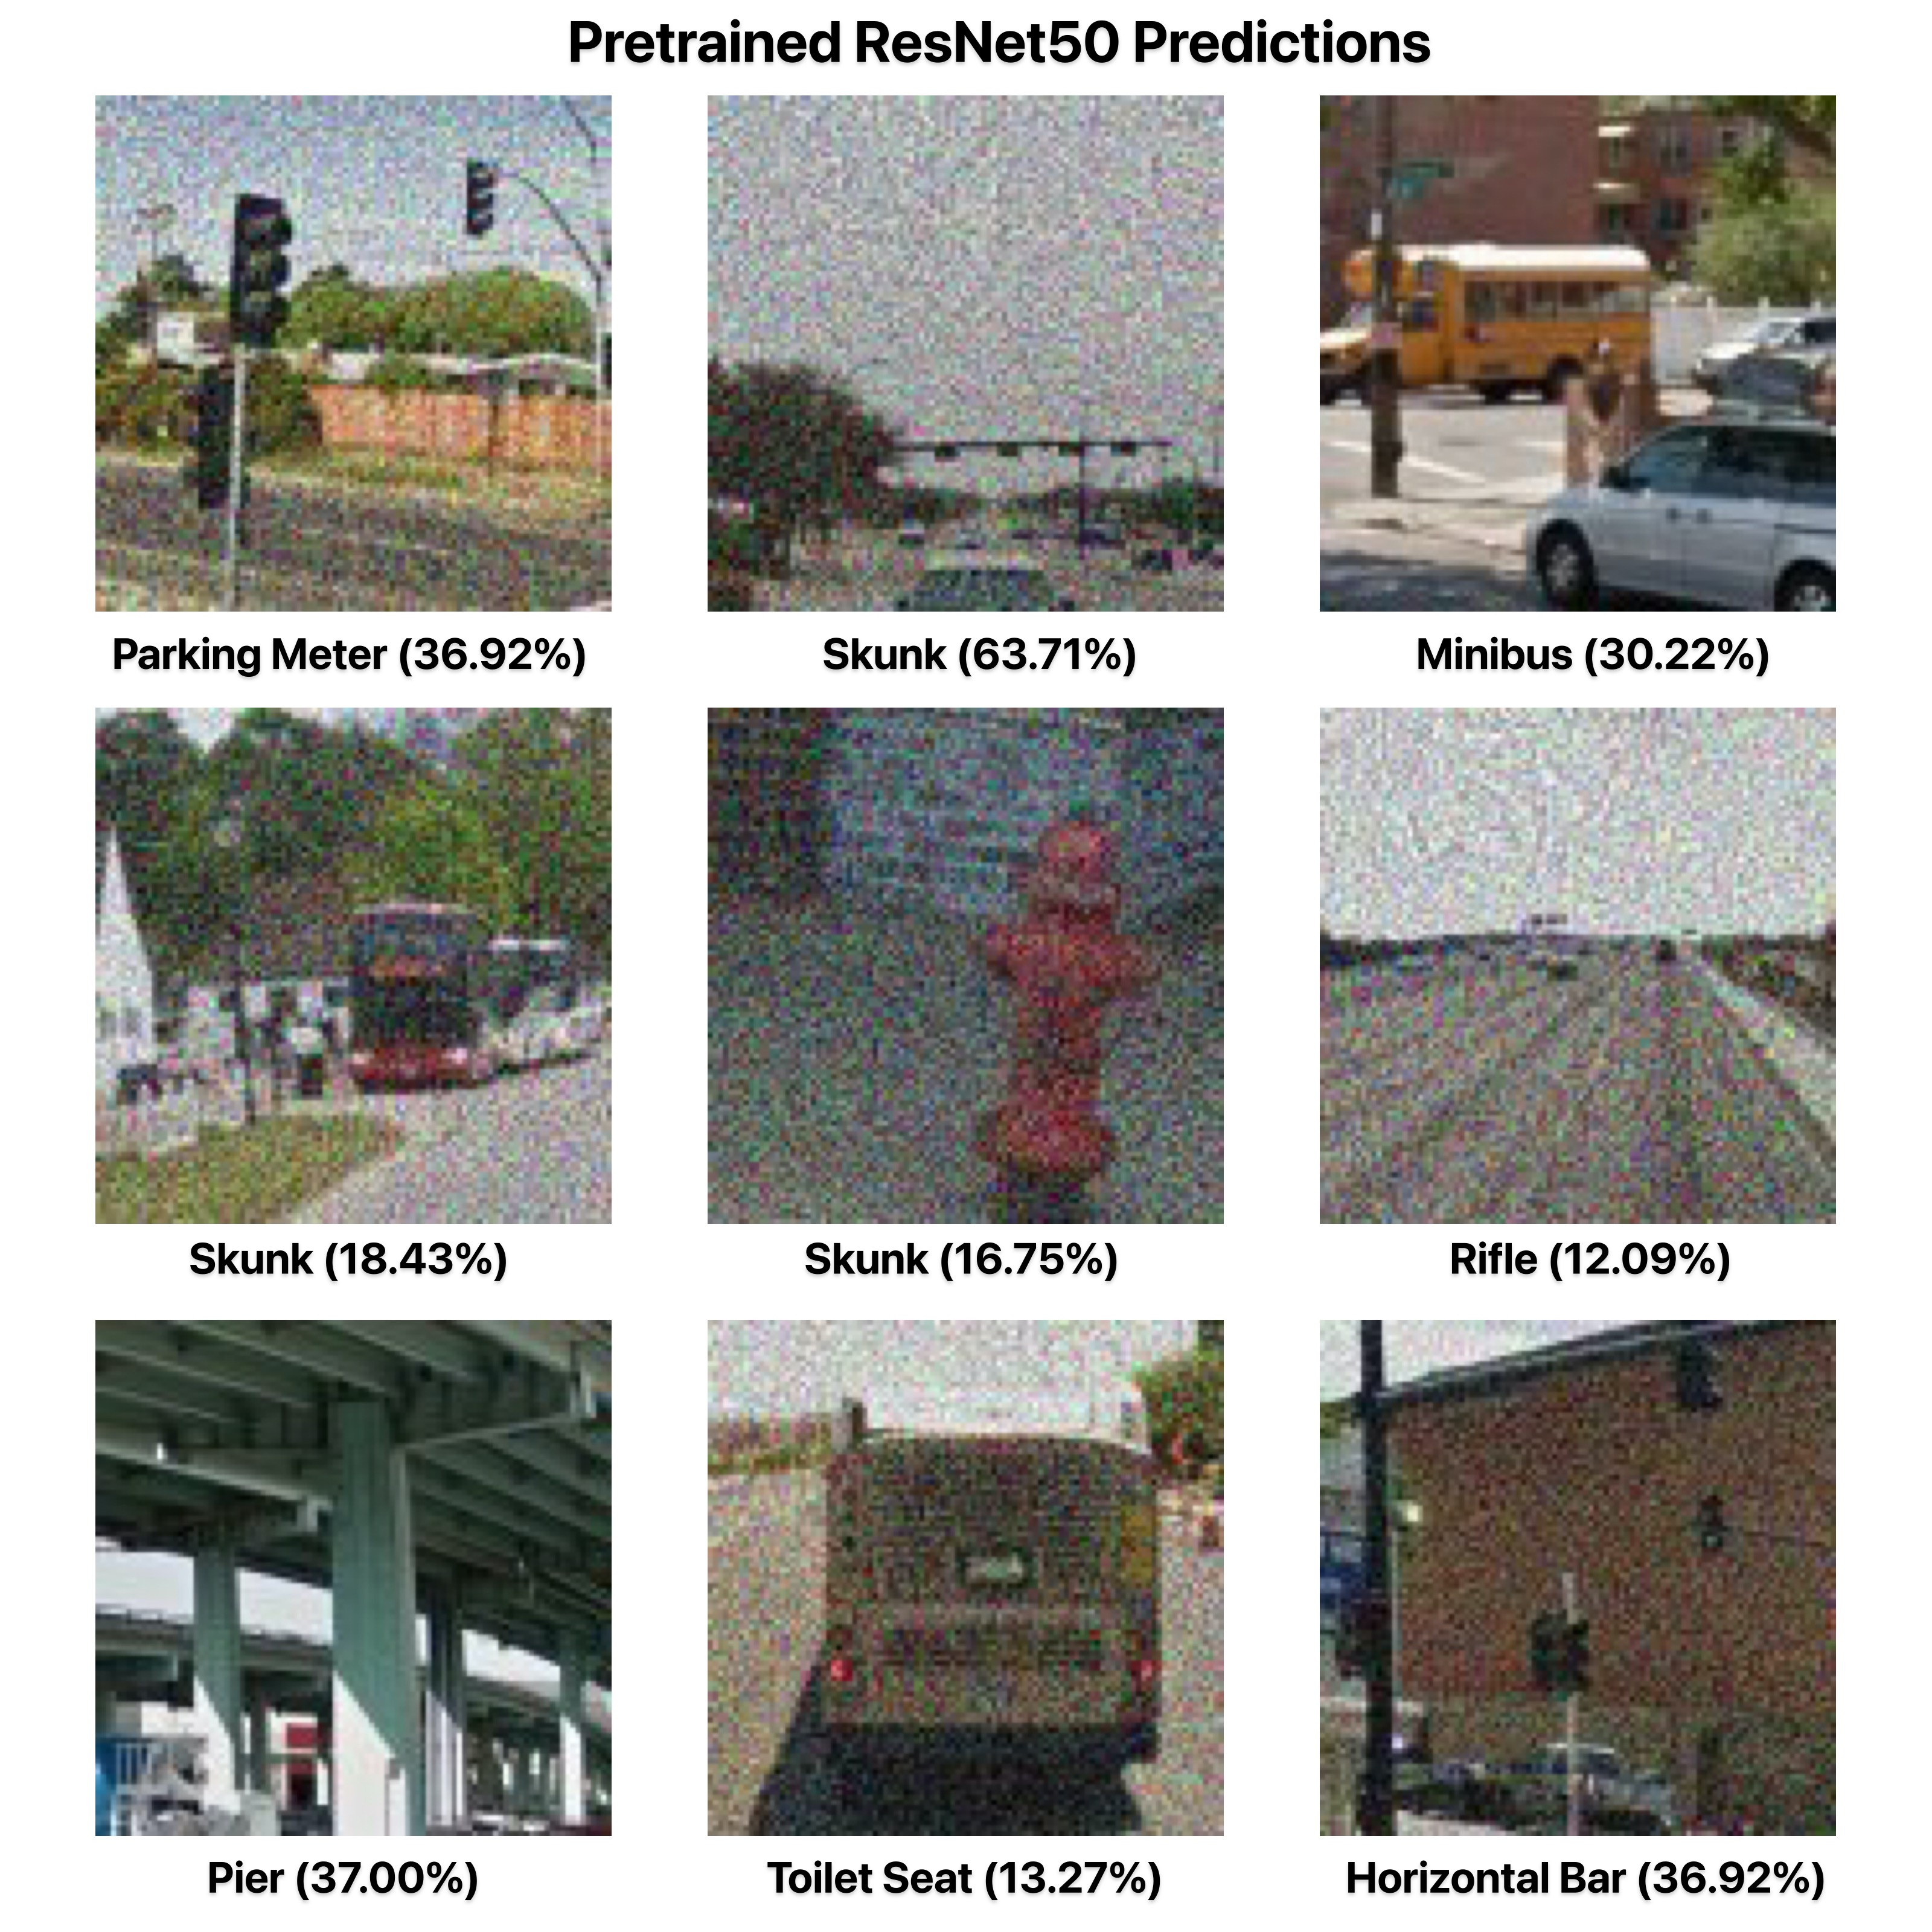 Pretrained ResNet50 Predictions
Parking Meter (36.92%)
Skunk (63.71%)
Minibus (30.22%)
Skunk (18.43%)
Skunk (16.75%)
Rifle (12.09%)
Pier (37.00%)
Toilet Seat (13.27%)
Horizontal Bar (36.92%)